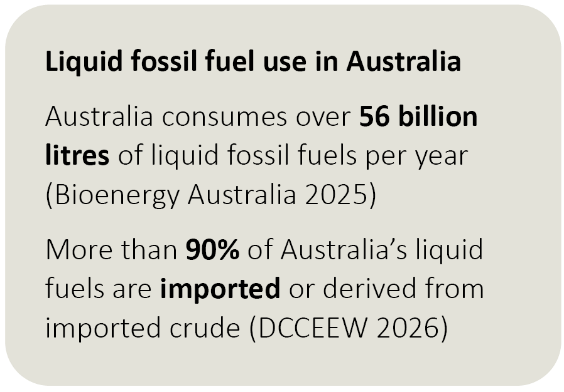 Liquid fossil fuel use in Australia
Australia consumes over 56 billion
litres of liquid fossil fuels per year
(Bioenergy Australia 2025)
More than 90% of Australia’s liquid
fuels are imported or derived from
imported crude (DCCEEW 2026)